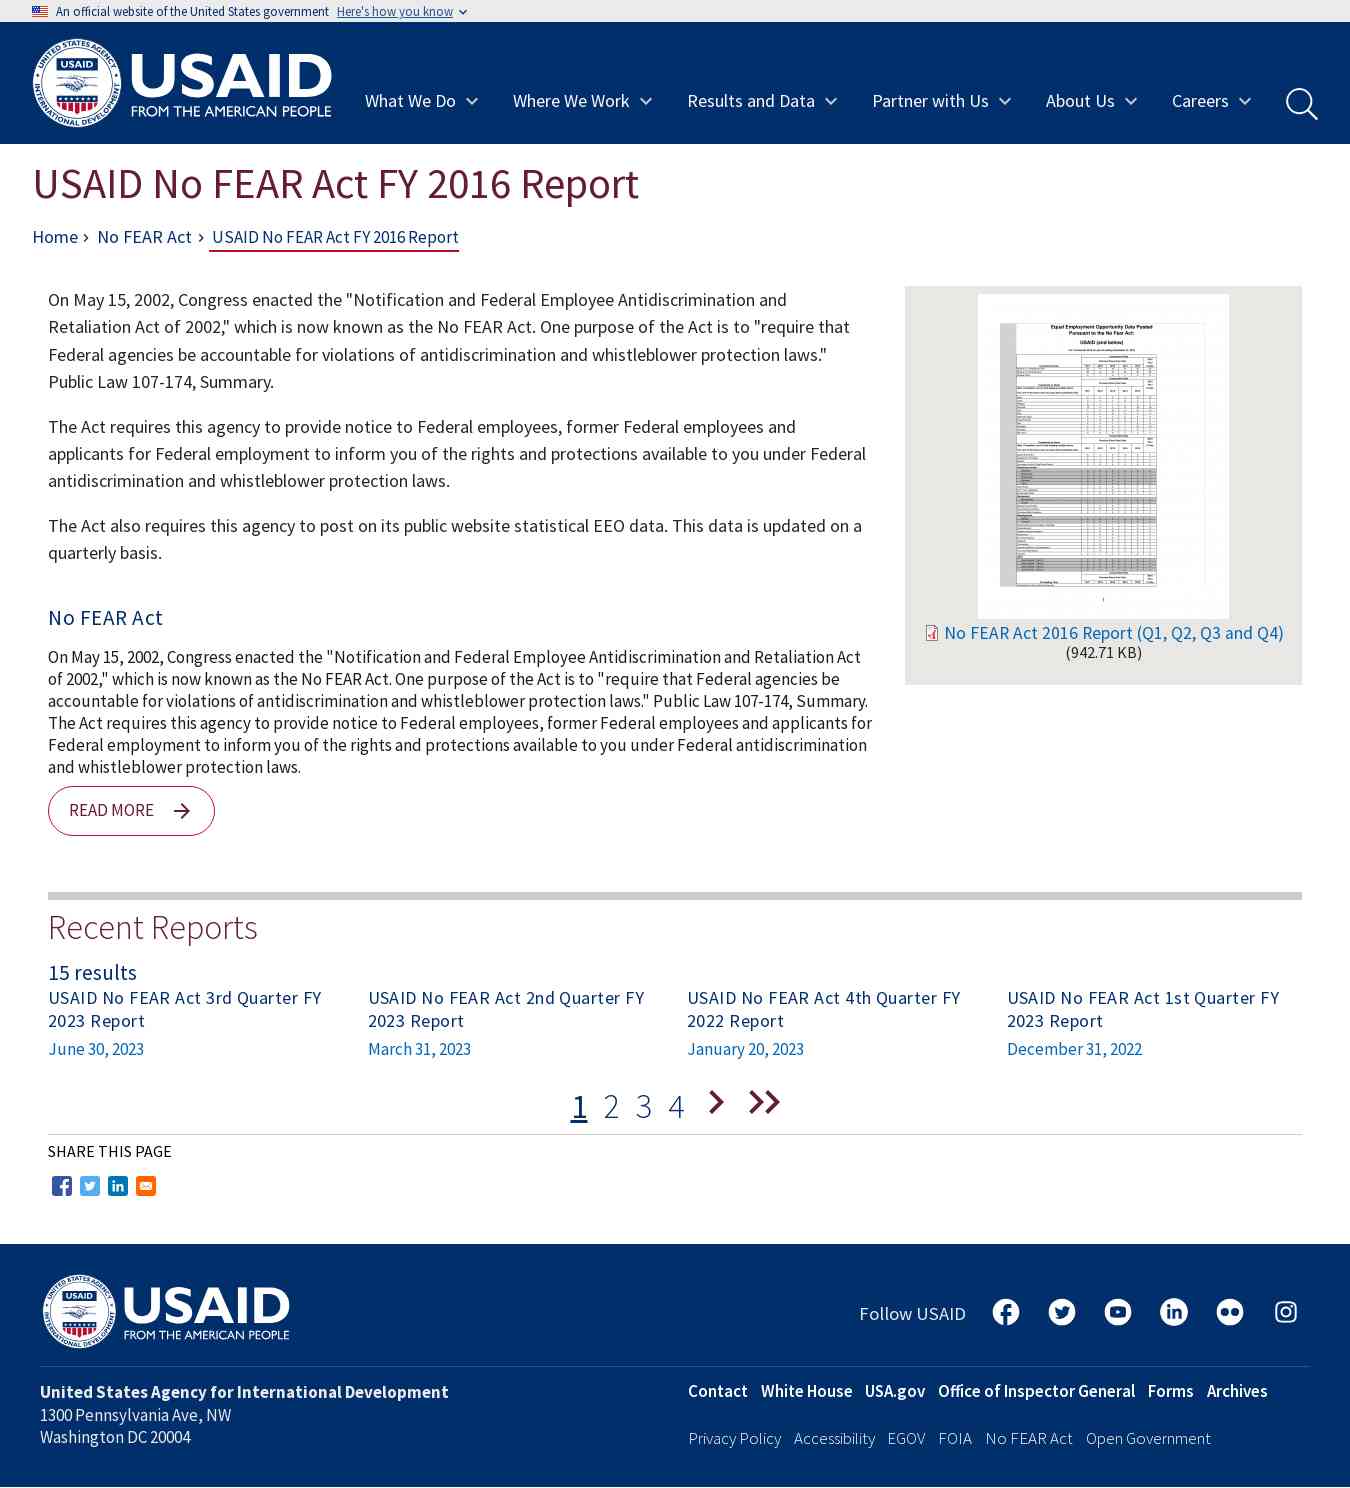 An official website of the United States government Here's how you know
USAID
FROM THE AMERICAN PEOPLE
What We Do
Where We Work
Results and Data
Partner with Us
About Us
Careers
USAID No FEAR Act FY 2016 Report
Home › No FEAR Act › USAID No FEAR Act FY 2016 Report
On May 15, 2002, Congress enacted the "Notification and Federal Employee Antidiscrimination and
Retaliation Act of 2002," which is now known as the No FEAR Act. One purpose of the Act is to "require that
Federal agencies be accountable for violations of antidiscrimination and whistleblower protection laws."
Public Law 107-174, Summary.
The Act requires this agency to provide notice to Federal employees, former Federal employees and
applicants for Federal employment to inform you of the rights and protections available to you under Federal
antidiscrimination and whistleblower protection laws.
The Act also requires this agency to post on its public website statistical EEO data. This data is updated on a
quarterly basis.
Equal Employment Opportunity Data Posted
Pursuant to the No Fear Act:
USAID (and below)
No FEAR Act 2016 Report (Q1, Q2, Q3 and Q4)
(942.71 KB)
No FEAR Act
On May 15, 2002, Congress enacted the "Notification and Federal Employee Antidiscrimination and Retaliation Act
of 2002," which is now known as the No FEAR Act. One purpose of the Act is to "require that Federal agencies be
accountable for violations of antidiscrimination and whistleblower protection laws." Public Law 107-174, Summary.
The Act requires this agency to provide notice to Federal employees, former Federal employees and applicants for
Federal employment to inform you of the rights and protections available to you under Federal antidiscrimination
and whistleblower protection laws.
READ MORE
Recent Reports
15 results
USAID No FEAR Act 3rd Quarter FY
2023 Report
June 30, 2023
USAID No FEAR Act 2nd Quarter FY
2023 Report
March 31, 2023
USAID No FEAR Act 4th Quarter FY
2022 Report
January 20, 2023
USAID No FEAR Act 1st Quarter FY
2023 Report
December 31, 2022
1 2 3 4
SHARE THIS PAGE
USAID
FROM THE AMERICAN PEOPLE
Follow USAID
United States Agency for International Development
1300 Pennsylvania Ave, NW
Washington DC 20004
Contact White House USA.gov Office of Inspector General Forms Archives
Privacy Policy Accessibility EGOV FOIA No FEAR Act Open Government